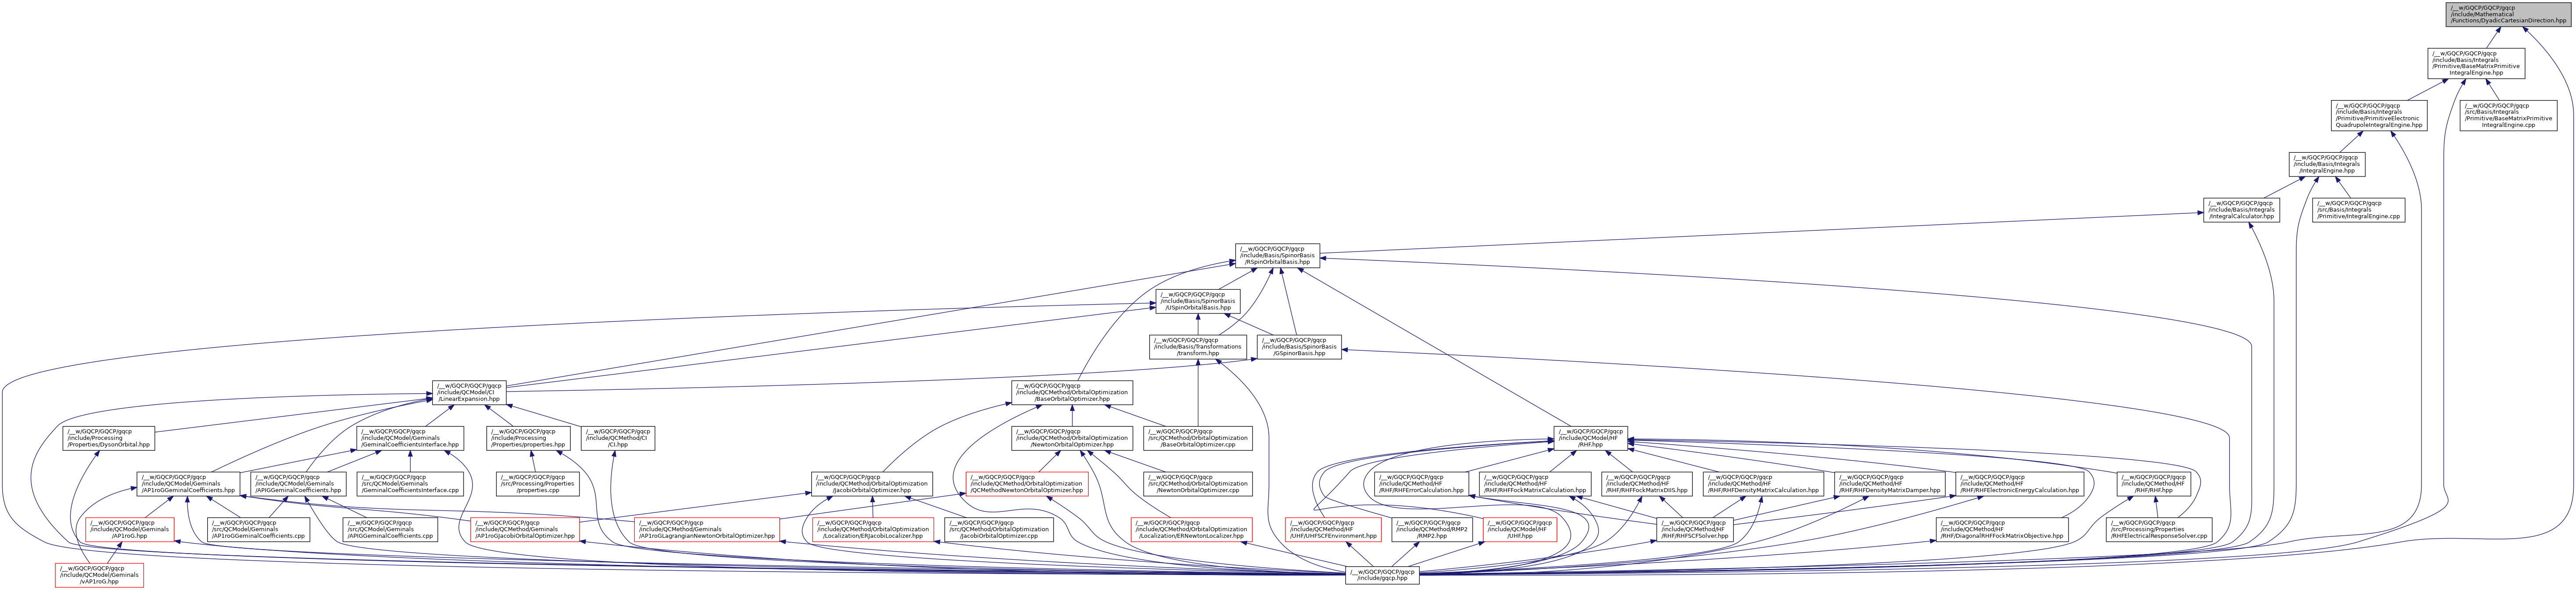 /__w/GQCP/GQCP/gqcp
/include/Mathematical
/Functions/DyadicCartesianDirection.hpp
/__w/GQCP/GQCP/gqcp
/include/Basis/Integrals
/Primitive/BaseMatrixPrimitive
IntegralEngine.hpp
/__w/GQCP/GQCP/gqcp
/include/Basis/Integrals
/Primitive/PrimitiveElectronic
QuadrupoleIntegralEngine.hpp
/__w/GQCP/GQCP/gqcp
/src/Basis/Integrals
/Primitive/BaseMatrixPrimitive
IntegralEngine.cpp
/__w/GQCP/GQCP/gqcp
/include/Basis/Integrals
/IntegralEngine.hpp
/__w/GQCP/GQCP/gqcp
/include/Basis/Integrals
/IntegralCalculator.hpp
/__w/GQCP/GQCP/gqcp
/src/Basis/Integrals
/Primitive/IntegralEngine.cpp
/__w/GQCP/GQCP/gqcp
/include/Basis/SpinorBasis
/RSpinOrbitalBasis.hpp
/__w/GQCP/GQCP/gqcp
/include/Basis/SpinorBasis
/USpinOrbitalBasis.hpp
/__w/GQCP/GQCP/gqcp
/include/Basis/Transformations
/transform.hpp
/__w/GQCP/GQCP/gqcp
/include/Basis/SpinorBasis
/GSpinorBasis.hpp
/__w/GQCP/GQCP/gqcp
/include/QCModel/CI
/LinearExpansion.hpp
/__w/GQCP/GQCP/gqcp
/include/QCMethod/OrbitalOptimization
/BaseOrbitalOptimizer.hpp
/__w/GQCP/GQCP/gqcp
/include/Processing
/Properties/DysonOrbital.hpp
/__w/GQCP/GQCP/gqcp
/include/QCModel/Geminals
/GeminalCoefficientsInterface.hpp
/__w/GQCP/GQCP/gqcp
/include/Processing
/Properties/properties.hpp
/__w/GQCP/GQCP/gqcp
/include/QCMethod/CI
/CI.hpp
/__w/GQCP/GQCP/gqcp
/include/QCMethod/OrbitalOptimization
/NewtonOrbitalOptimizer.hpp
/__w/GQCP/GQCP/gqcp
/src/QCMethod/OrbitalOptimization
/BaseOrbitalOptimizer.cpp
/__w/GQCP/GQCP/gqcp
/include/QCModel/HF
/RHF.hpp
/__w/GQCP/GQCP/gqcp
/include/QCModel/Geminals
/AP1roGGeminalCoefficients.hpp
/__w/GQCP/GQCP/gqcp
/include/QCModel/Geminals
/APIGGeminalCoefficients.hpp
/__w/GQCP/GQCP/gqcp
/src/QCModel/Geminals
/GeminalCoefficientsInterface.cpp
/__w/GQCP/GQCP/gqcp
/src/Processing/Properties
/properties.cpp
/__w/GQCP/GQCP/gqcp
/include/QCMethod/OrbitalOptimization
/JacobiOrbitalOptimizer.hpp
/__w/GQCP/GQCP/gqcp
/include/QCMethod/OrbitalOptimization
/QCMethodNewtonOrbitalOptimizer.hpp
/__w/GQCP/GQCP/gqcp
/src/QCMethod/OrbitalOptimization
/NewtonOrbitalOptimizer.cpp
/__w/GQCP/GQCP/gqcp
/include/QCMethod/HF
/RHF/RHFErrorCalculation.hpp
/__w/GQCP/GQCP/gqcp
/include/QCMethod/HF
/RHF/RHFFockMatrixCalculation.hpp
/__w/GQCP/GQCP/gqcp
/include/QCMethod/HF
/RHF/RHFFockMatrixDIIS.hpp
/__w/GQCP/GQCP/gqcp
/include/QCMethod/HF
/RHF/RHFDensityMatrixCalculation.hpp
/__w/GQCP/GQCP/gqcp
/include/QCMethod/HF
/RHF/RHFDensityMatrixDamper.hpp
/__w/GQCP/GQCP/gqcp
/include/QCMethod/HF
/RHF/RHFElectronicEnergyCalculation.hpp
/__w/GQCP/GQCP/gqcp
/include/QCMethod/HF
/RHF/RHF.hpp
/__w/GQCP/GQCP/gqcp
/include/QCModel/Geminals
/AP1roG.hpp
/__w/GQCP/GQCP/gqcp
/src/QCModel/Geminals
/AP1roGGeminalCoefficients.cpp
/__w/GQCP/GQCP/gqcp
/src/QCModel/Geminals
/APIGGeminalCoefficients.cpp
/__w/GQCP/GQCP/gqcp
/include/QCMethod/Geminals
/AP1roGJacobiOrbitalOptimizer.hpp
/__w/GQCP/GQCP/gqcp
/include/QCMethod/Geminals
/AP1roGLagrangianNewtonOrbitalOptimizer.hpp
/__w/GQCP/GQCP/gqcp
/include/QCMethod/OrbitalOptimization
/Localization/ERJacobiLocalizer.hpp
/__w/GQCP/GQCP/gqcp
/src/QCMethod/OrbitalOptimization
/JacobiOrbitalOptimizer.cpp
/__w/GQCP/GQCP/gqcp
/include/QCMethod/OrbitalOptimization
/Localization/ERNewtonLocalizer.hpp
/__w/GQCP/GQCP/gqcp
/include/QCMethod/HF
/UHF/UHFSCFEnvironment.hpp
/__w/GQCP/GQCP/gqcp
/include/QCMethod/RMP2
/RMP2.hpp
/__w/GQCP/GQCP/gqcp
/include/QCModel/HF
/UHF.hpp
/__w/GQCP/GQCP/gqcp
/include/QCMethod/HF
/RHF/RHFSCFSolver.hpp
/__w/GQCP/GQCP/gqcp
/include/QCMethod/HF
/RHF/DiagonalRHFFockMatrixObjective.hpp
/__w/GQCP/GQCP/gqcp
/src/Processing/Properties
/RHFElectricalResponseSolver.cpp
/__w/GQCP/GQCP/gqcp
/include/QCModel/Geminals
/vAP1roG.hpp
/__w/GQCP/GQCP/gqcp
/include/gqcp.hpp